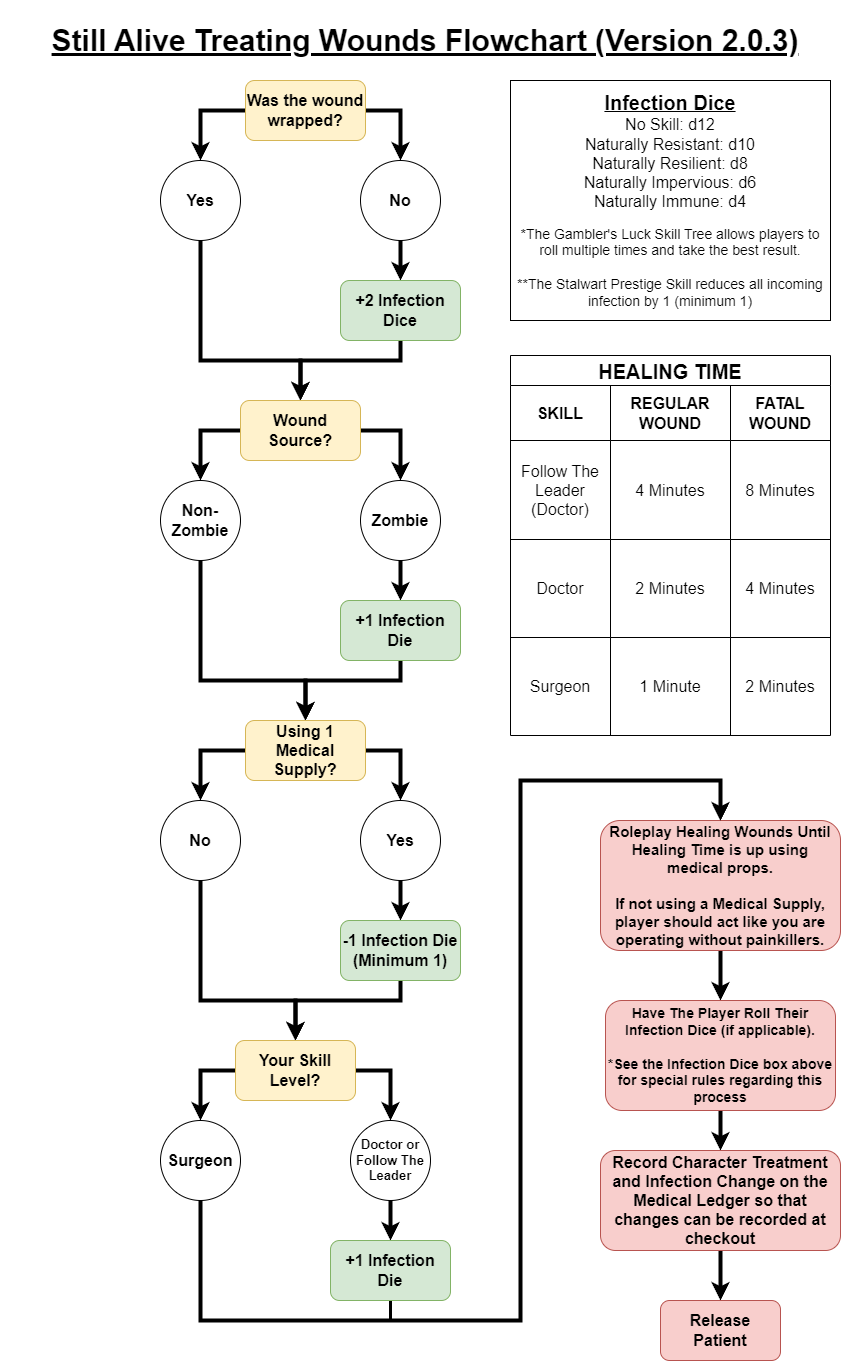 Still Alive Treating Wounds Flowchart (Version 2.0.3)
Was the wound
wrapped?
Yes
No
+2 Infection
Dice
Wound
Source?
Non-
Zombie
Zombie
+1 Infection
Die
Using 1
Medical
Supply?
No
Yes
-1 Infection Die
(Minimum 1)
Your Skill
Level?
Surgeon
Doctor or
Follow The
Leader
+1 Infection
Die
Infection Dice
No Skill: d12
Naturally Resistant: d10
Naturally Resilient: d8
Naturally Impervious: d6
Naturally Immune: d4
*The Gambler's Luck Skill Tree allows players to
roll multiple times and take the best result.
**The Stalwart Prestige Skill reduces all incoming
infection by 1 (minimum 1)
HEALING TIME
SKILL
REGULAR
WOUND
FATAL
WOUND
Follow The
Leader
(Doctor)
4 Minutes
8 Minutes
Doctor
2 Minutes
4 Minutes
Surgeon
1 Minute
2 Minutes
Roleplay Healing Wounds Until
Healing Time is up using
medical props.
If not using a Medical Supply,
player should act like you are
operating without painkillers.
Have The Player Roll Their
Infection Dice (if applicable).
*See the Infection Dice box above
for special rules regarding this
process
Record Character Treatment
and Infection Change on the
Medical Ledger so that
changes can be recorded at
checkout
Release
Patient